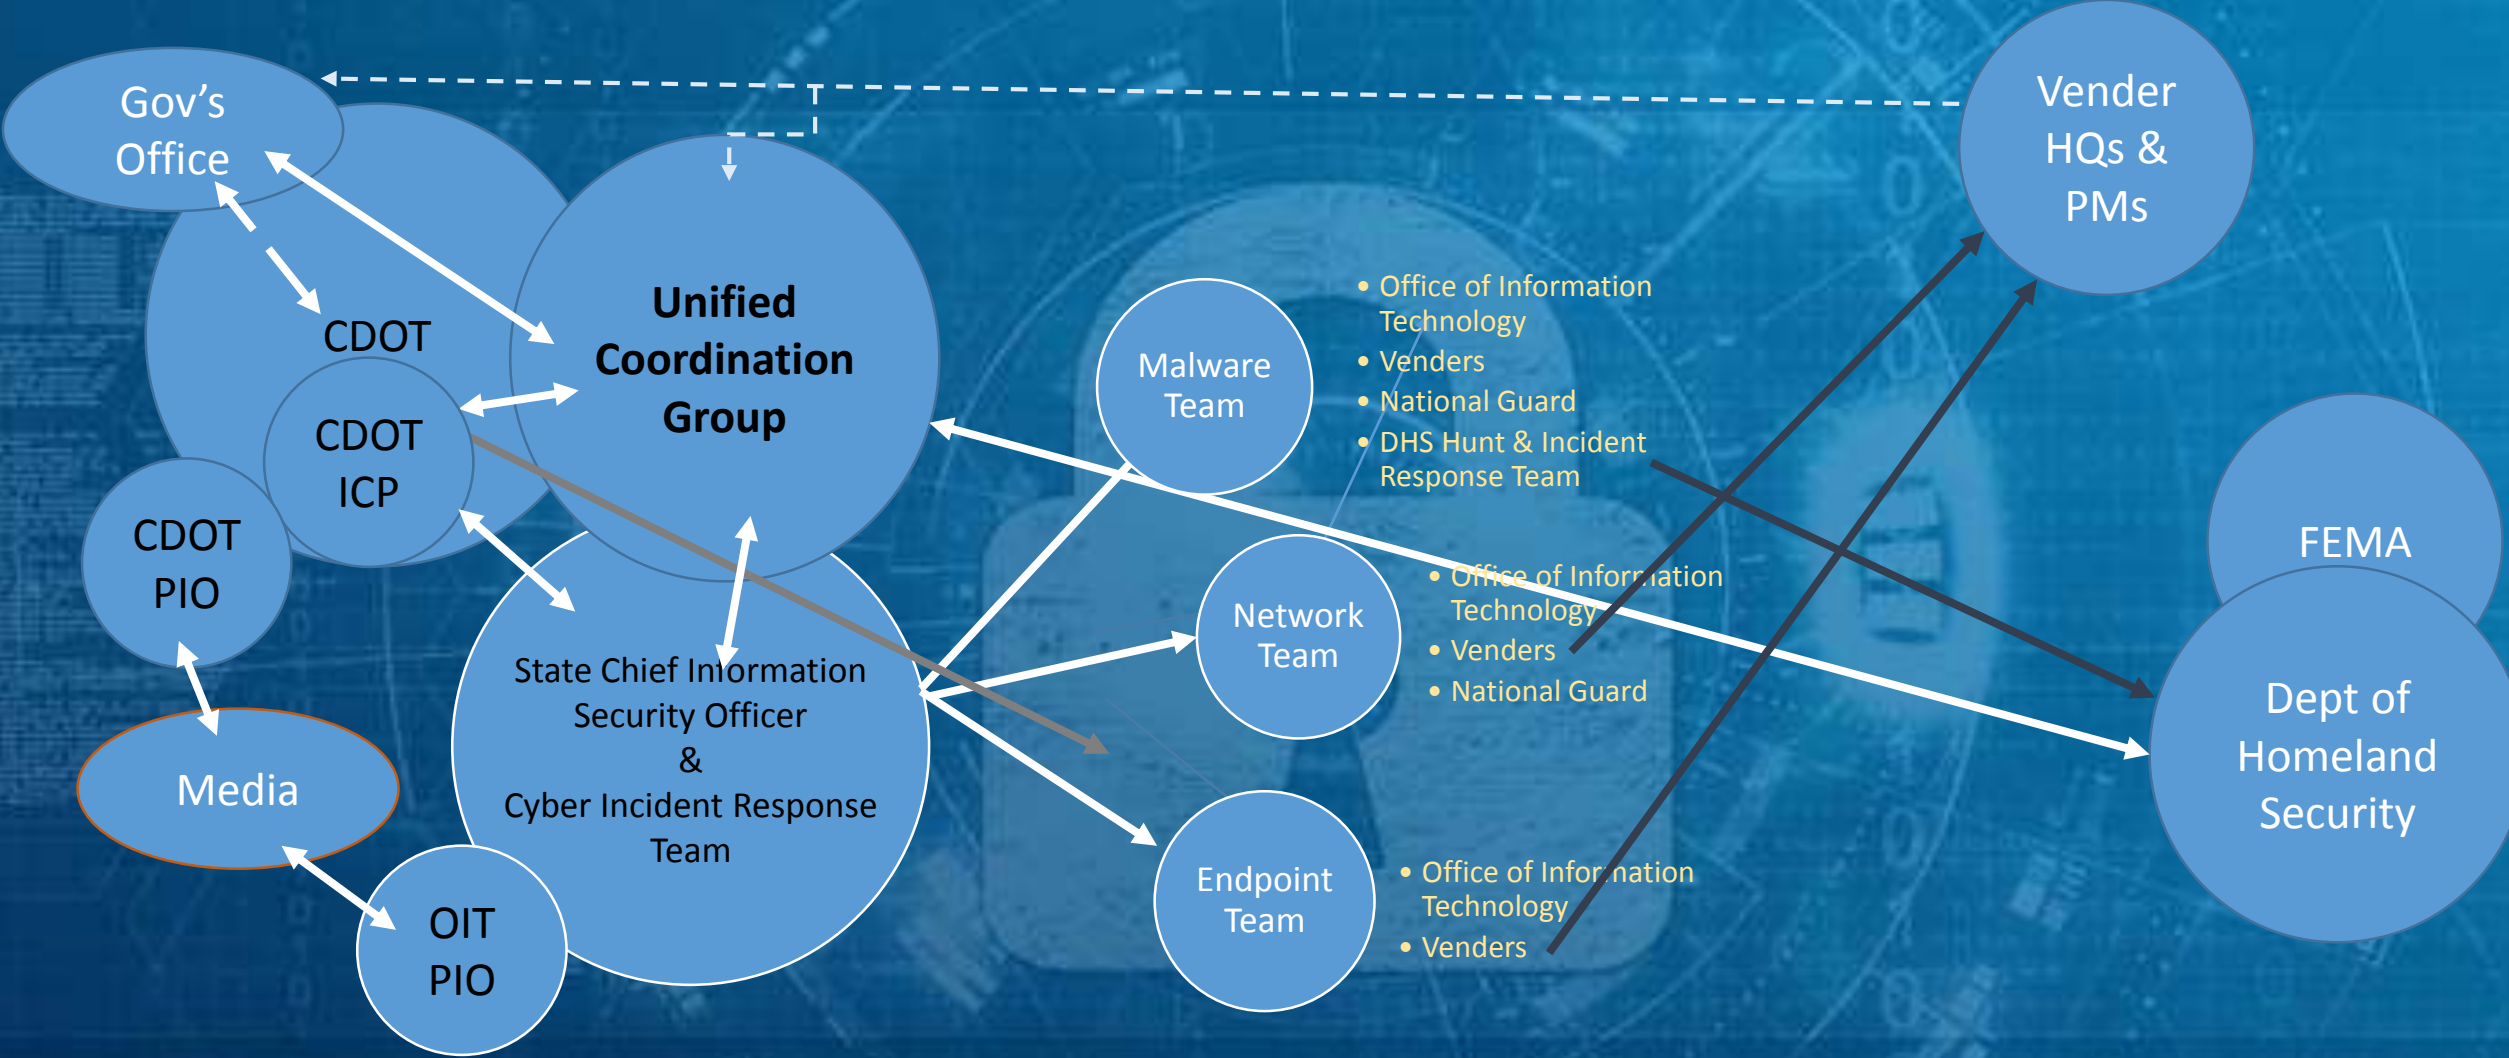 Gov's
Office
CDOT
CDOT
ICP
CDOT
PIO
Media
OIT
PIO
Unified
Coordination
Group
State Chief Information
Security Officer
&
Cyber Incident Response
Team
Malware
Team
• Office of Information
Technology
• Venders
• National Guard
• DHS Hunt & Incident
Response Team
Network
Team
• Office of Information
Technology
• Venders
• National Guard
Endpoint
Team
• Office of Information
Technology
• Venders
Vender
HQs &
PMs
FEMA
Dept of
Homeland
Security